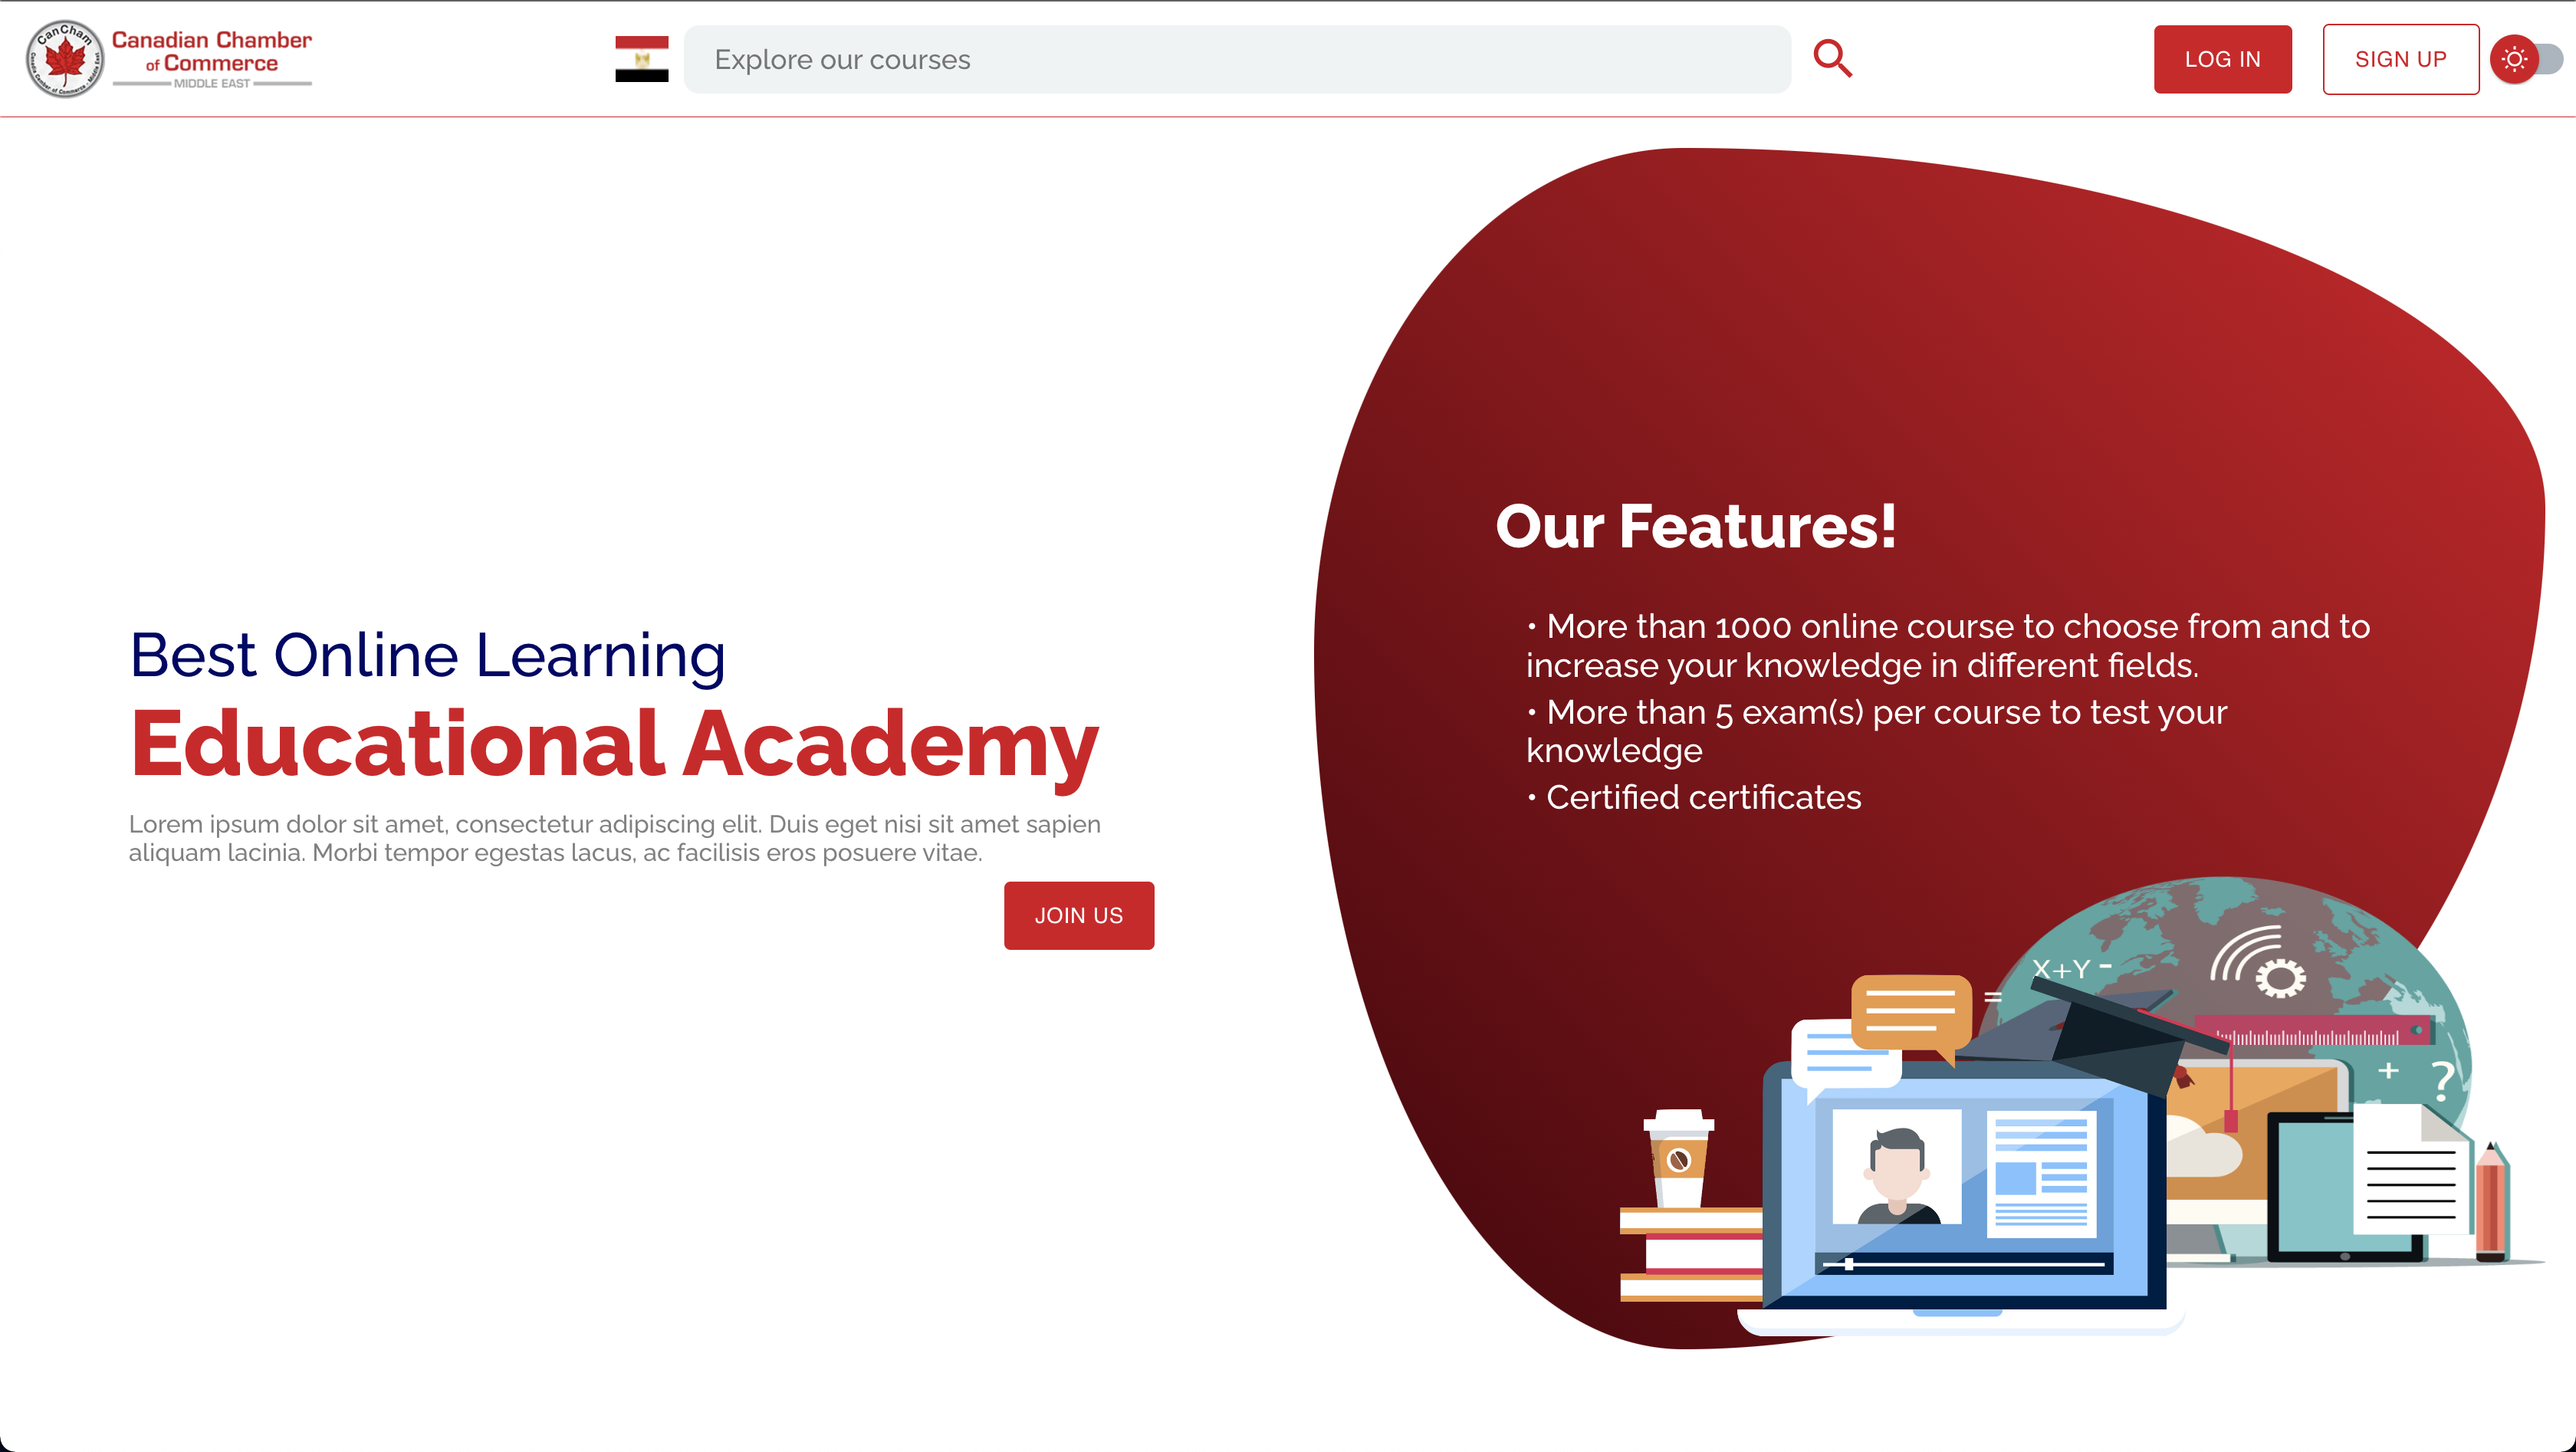 CanCham
Canadian Chamber
of Commerce
MIDDLE EAST
Explore our courses
LOG IN
SIGN UP
Our Features!
• More than 1000 online course to choose from and to
increase your knowledge in different fields.
• More than 5 exam(s) per course to test your
knowledge
• Certified certificates
Best Online Learning
Educational Academy
Lorem ipsum dolor sit amet, consectetur adipiscing elit. Duis eget nisi sit amet sapien
aliquam lacinia. Morbi tempor egestas lacus, ac facilisis eros posuere vitae.
JOIN US
X+Y -
=
+ ?